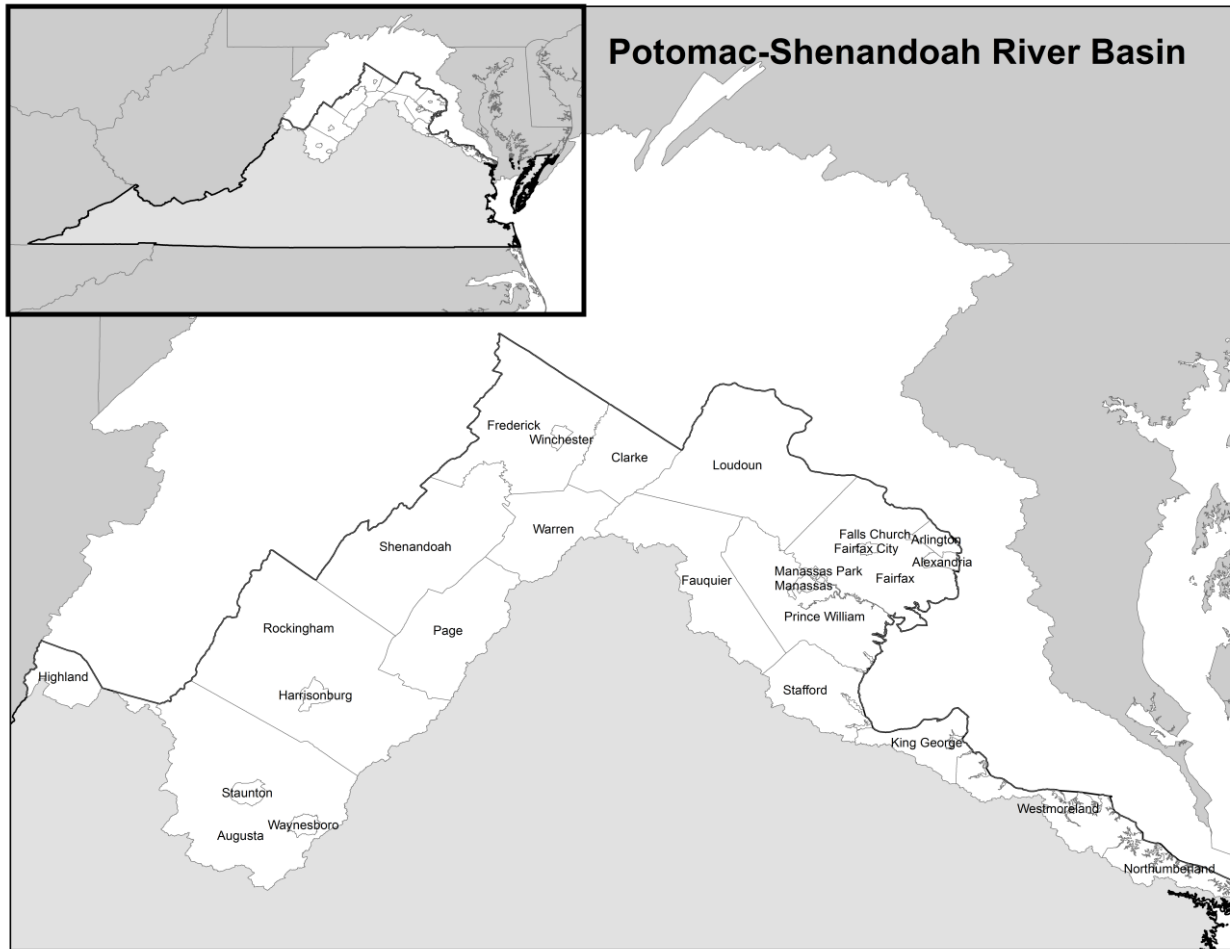 Potomac-Shenandoah River Basin
Frederick
Winchester
Clarke
Loudoun
Shenandoah
Warren
Falls Church
Arlington
Fairfax City
Alexandria
Manassas Park
Fauquier
Fairfax
Manassas
Prince William
Rockingham
Page
Highland
Harrisonburg
Stafford
King George
Staunton
Westmoreland
Waynesboro
Augusta
Northumberland